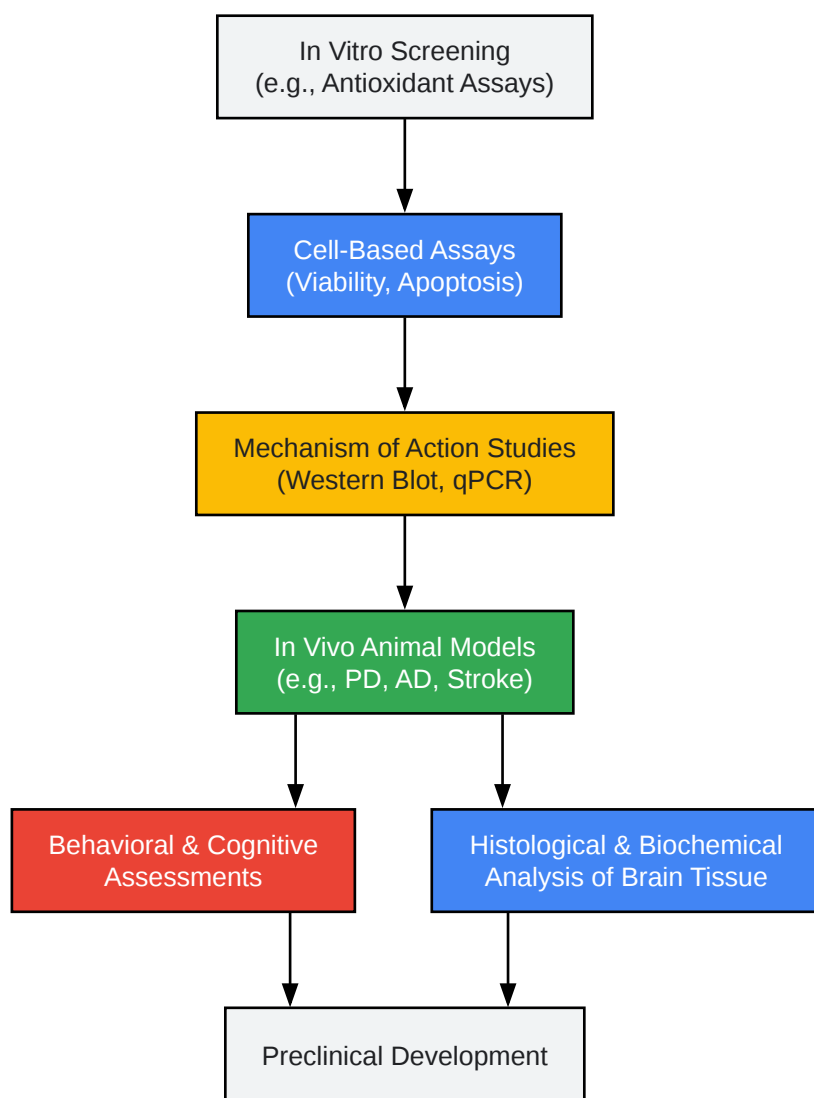 In Vitro Screening
(e.g., Antioxidant Assays)
Cell-Based Assays
(Viability, Apoptosis)
Mechanism of Action Studies
(Western Blot, qPCR)
In Vivo Animal Models
(e.g., PD, AD, Stroke)
Behavioral & Cognitive
Assessments
Histological & Biochemical
Analysis of Brain Tissue
Preclinical Development